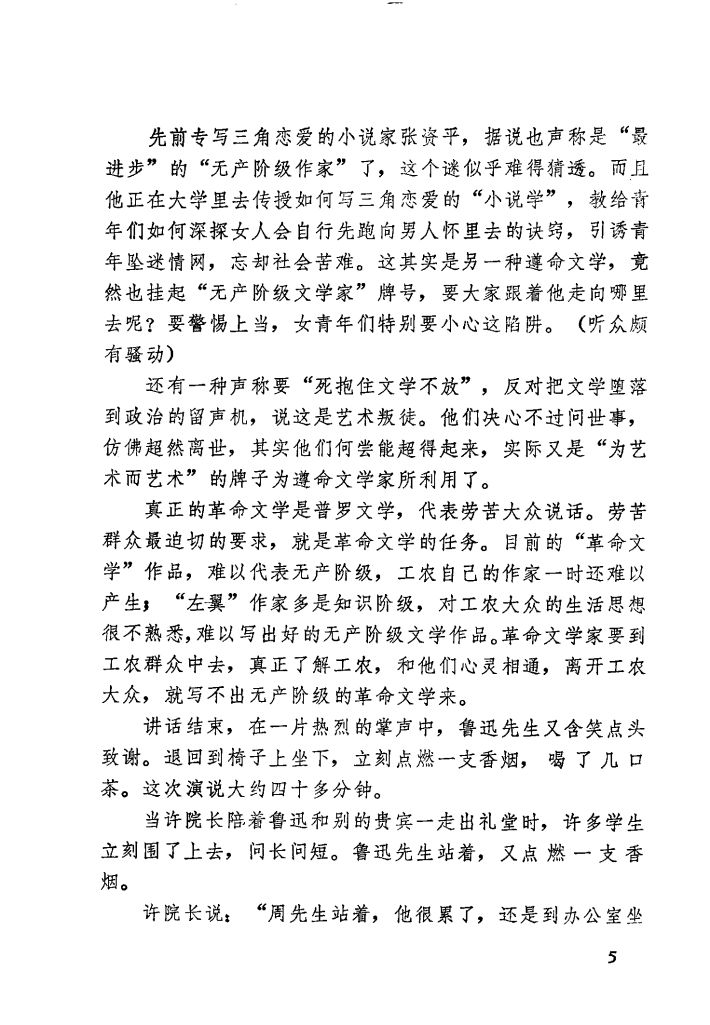 先前专写三角恋爱的小说家张资平，据说也声称是“最
进步”的“无产阶级作家”了，这个谜似乎难得猜透。而且
他正在大学里去传授如何写三角恋爱的“小说学”，教给青
年们如何深探女人会自行先跑向男人怀里去的诀窍，引诱青
年坠迷情网，忘却社会苦难。这其实是另一种遵命文学，竟
然也挂起“无产阶级文学家”牌号，要大家跟着他走向哪里
去呢？要警惕上当，女青年们特别要小心这陷阱。（听众颇
有骚动）
还有一种声称要“死抱住文学不放”，反对把文学堕落
到政治的留声机，说这是艺术叛徒。他们决心不过问世事，
仿佛超然离世，其实他们何尝能超得起来，实际又是“为艺
术而艺术”的牌子为遵命文学家所利用了。
真正的革命文学是普罗文学，代表劳苦大众说话。劳苦
群众最迫切的要求，就是革命文学的任务。目前的“革命文
学”作品，难以代表无产阶级，工农自己的作家一时还难以
产生；“左翼”作家多是知识阶级，对工农大众的生活思想
很不熟悉，难以写出好的无产阶级文学作品。革命文学家要到
工农群众中去，真正了解工农，和他们心灵相通，离开工农
大众，就写不出无产阶级的革命文学来。
讲话结束，在一片热烈的掌声中，鲁迅先生又含笑点头
致谢。退回到椅子上坐下，立刻点燃一支香烟，喝了几口
茶。这次演说大约四十多分钟。
当许院长陪着鲁迅和别的贵宾一走出礼堂时，许多学生
立刻围了上去，问长问短。鲁迅先生站着，又点燃一支香
烟。
许院长说：“周先生站着，他很累了，还是到办公室坐
5